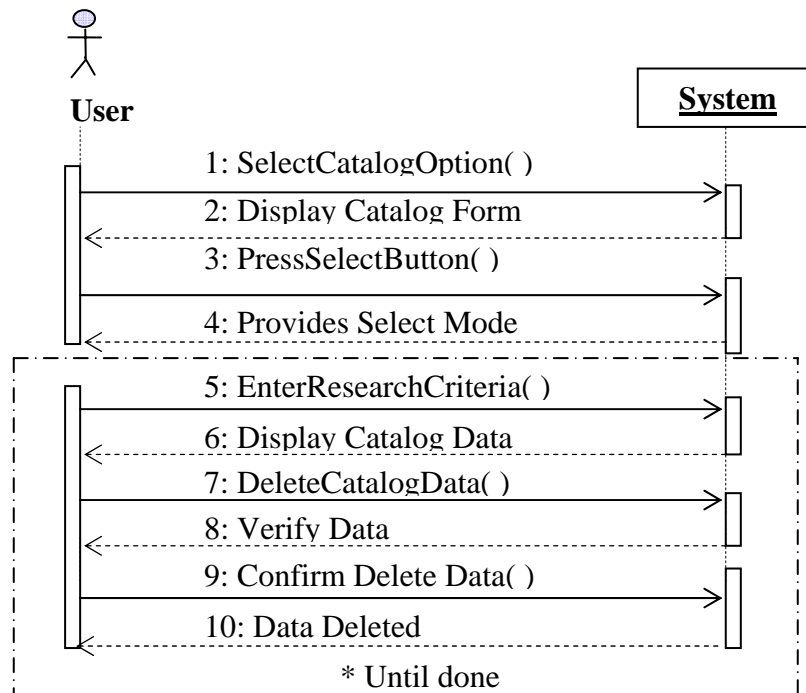 User
System
1: SelectCatalogOption( )
2: Display Catalog Form
3: PressSelectButton( )
4: Provides Select Mode
5: EnterResearchCriteria( )
6: Display Catalog Data
7: DeleteCatalogData( )
8: Verify Data
9: Confirm Delete Data( )
10: Data Deleted
* Until done